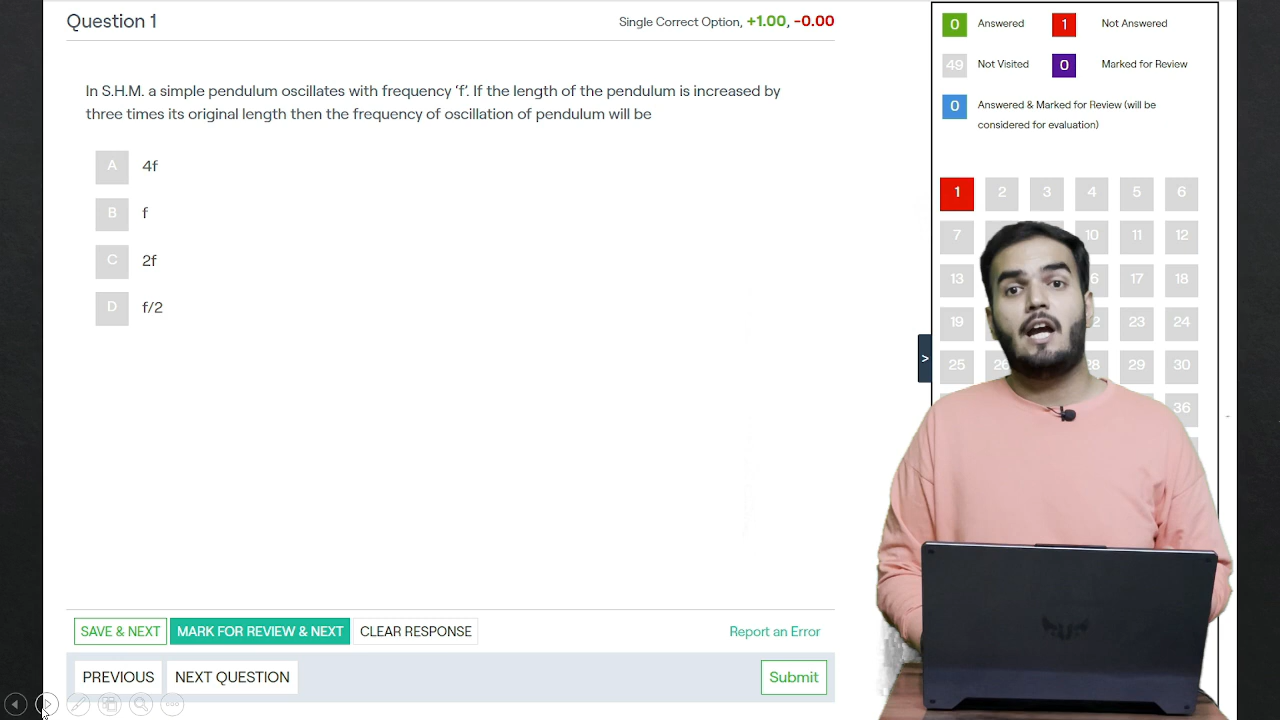 Question 1
Single Correct Option, +1.00, -0.00
In S.H.M. a simple pendulum oscillates with frequency ‘f’. If the length of the pendulum is increased by
three times its original length then the frequency of oscillation of pendulum will be
A 4f
B f
C 2f
D f/2
SAVE & NEXT MARK FOR REVIEW & NEXT CLEAR RESPONSE
Report an Error
PREVIOUS NEXT QUESTION
Submit
0 Answered 1 Not Answered
49 Not Visited 0 Marked for Review
0 Answered & Marked for Review (will be
considered for evaluation)
1 2 3 4 5 6
7 10 11 12
13 17 18
19 23 24
>
25 29 30
36